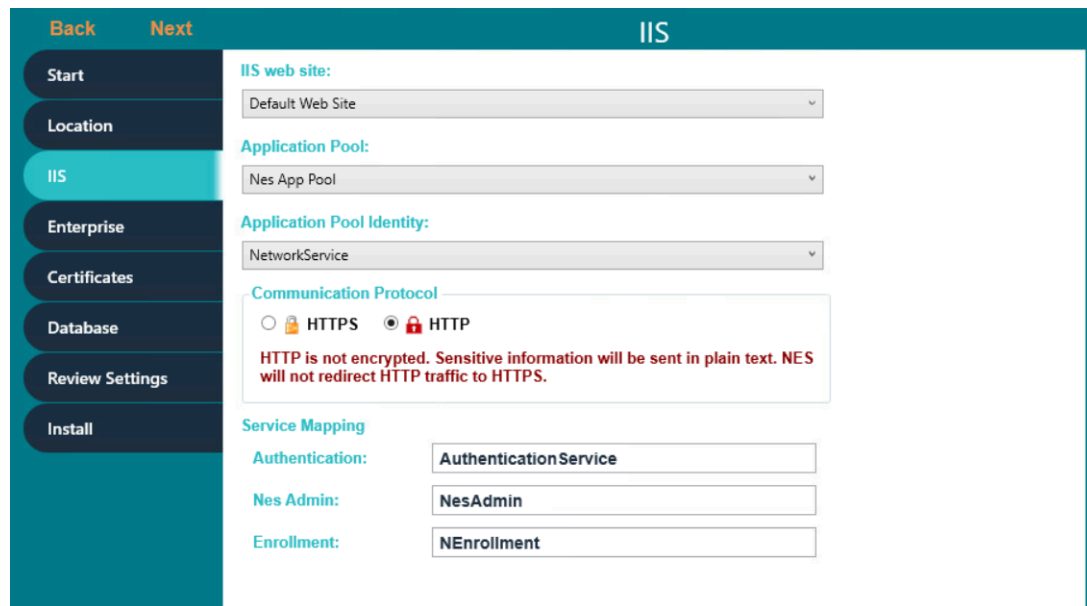 Back Next
IIS
Start
Location
IIS
Enterprise
Certificates
Database
Review Settings
Install
IIS web site:
Default Web Site
Application Pool:
Nes App Pool
Application Pool Identity:
NetworkService
Communication Protocol
HTTPS HTTP
HTTP is not encrypted. Sensitive information will be sent in plain text. NES
will not redirect HTTP traffic to HTTPS.
Service Mapping
Authentication: AuthenticationService
Nes Admin: NesAdmin
Enrollment: NEnrollment